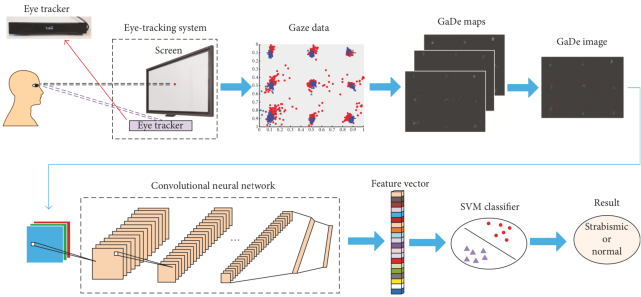 Eye tracker
Eye-tracking system
Screen
Eye tracker
Gaze data
0.1
0.2
0.3
0.4
0.5
0.6
0.7
0.8
0.9
0 0.1 0.2 0.3 0.4 0.5 0.6 0.7 0.8 0.9 1
GaDe maps
GaDe image
Convolutional neural network
...
Feature vector
SVM classifier
Result
Strabismic
or
normal